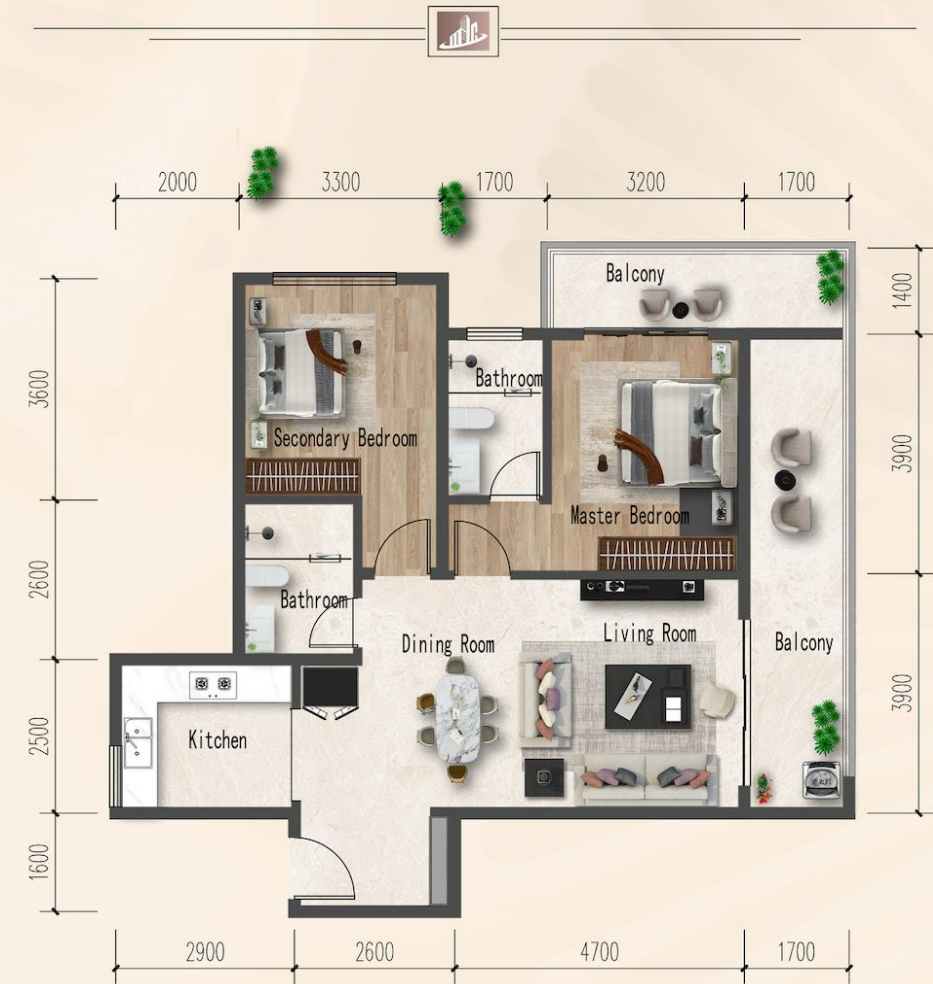 2000 3300 1700 3200 1700
Balcony
1400
3600
Bathroom
Secondary Bedroom
3900
Master Bedroom
2600
Bathroom
Dining Room
Living Room
Balcony
3900
2500
Kitchen
1600
2900 2600 4700 1700